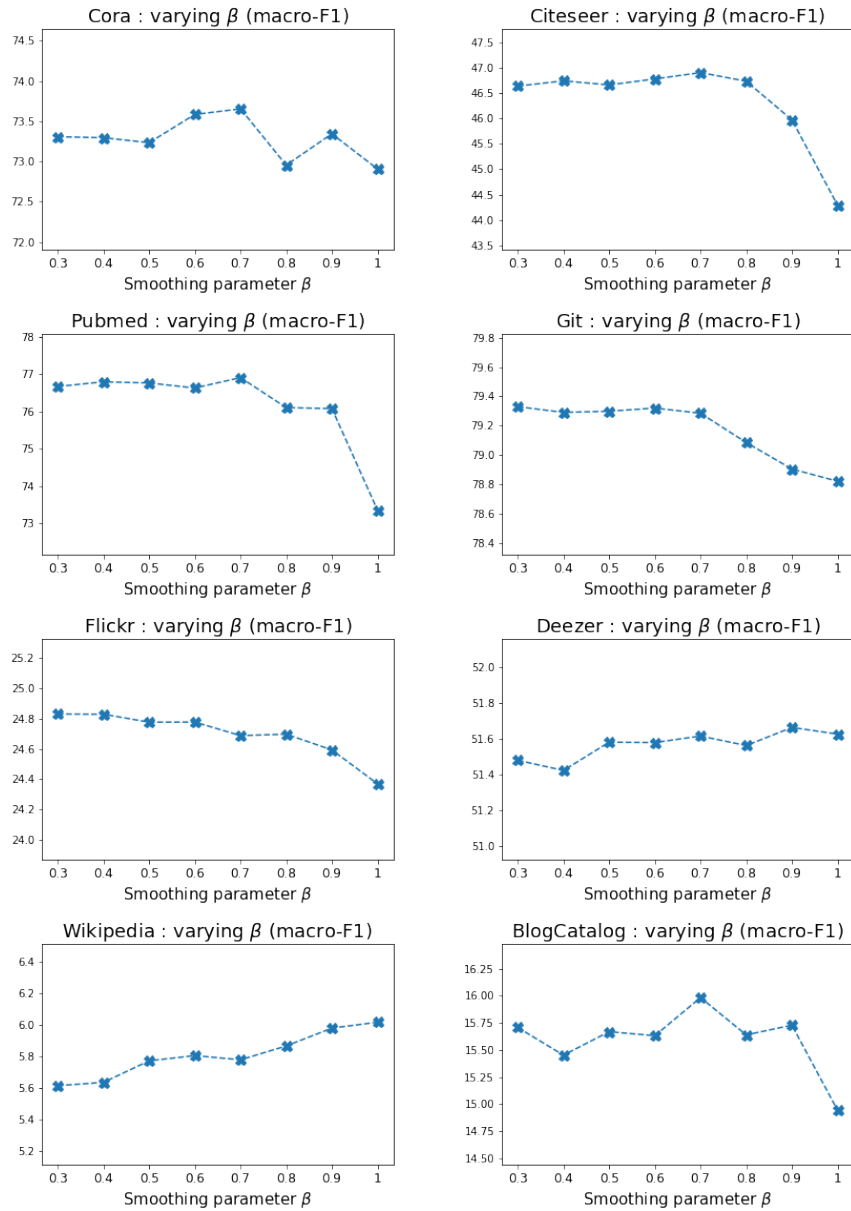 Cora : varying β (macro-F1)
74.5
74.0
73.5
73.0
72.5
72.0
0.3 0.4 0.5 0.6 0.7 0.8 0.9 1
Smoothing parameter β
Citeseer : varying β (macro-F1)
47.5
47.0
46.5
46.0
45.5
45.0
44.5
44.0
43.5
0.3 0.4 0.5 0.6 0.7 0.8 0.9 1
Smoothing parameter β
Pubmed : varying β (macro-F1)
78
77
76
75
74
73
0.3 0.4 0.5 0.6 0.7 0.8 0.9 1
Smoothing parameter β
Git : varying β (macro-F1)
79.8
79.6
79.4
79.2
79.0
78.8
78.6
78.4
0.3 0.4 0.5 0.6 0.7 0.8 0.9 1
Smoothing parameter β
Flickr : varying β (macro-F1)
25.2
25.0
24.8
24.6
24.4
24.2
24.0
0.3 0.4 0.5 0.6 0.7 0.8 0.9 1
Smoothing parameter β
Deezer : varying β (macro-F1)
52.0
51.8
51.6
51.4
51.2
51.0
0.3 0.4 0.5 0.6 0.7 0.8 0.9 1
Smoothing parameter β
Wikipedia : varying β (macro-F1)
6.4
6.2
6.0
5.8
5.6
5.4
5.2
0.3 0.4 0.5 0.6 0.7 0.8 0.9 1
Smoothing parameter β
BlogCatalog : varying β (macro-F1)
16.25
16.00
15.75
15.50
15.25
15.00
14.75
14.50
0.3 0.4 0.5 0.6 0.7 0.8 0.9 1
Smoothing parameter β